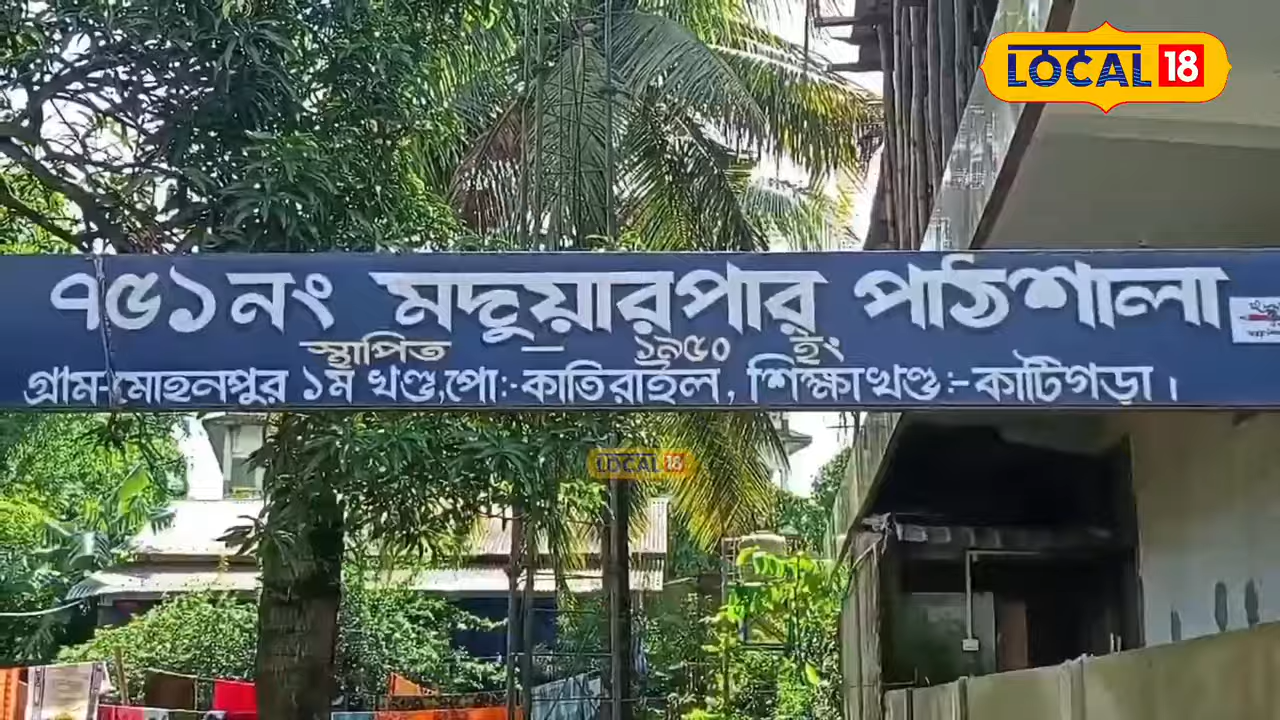 LOCAL 18
৭৫১নং মদুয়ারপার পাঠশালা
স্থাপিত — ১৯৫০ ইং
গ্রাম-মোহনপুর ১ম খণ্ড,পো:-কাতিরাইল, শিক্ষাখণ্ড:-কাটিগড়া।
LOCAL 18